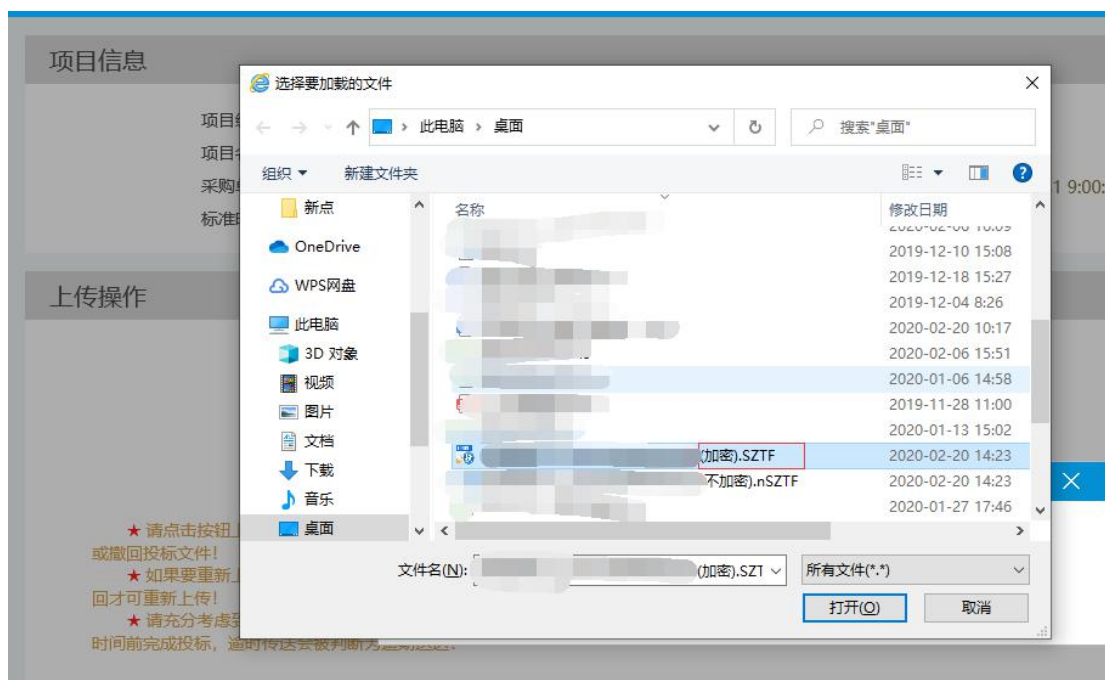 项目信息
选择要加载的文件
项目
此电脑 › 桌面
搜索"桌面"
项目
采购
组织
新建文件夹
1 9:00:
标准
新点
OneDrive
WPS网盘
此电脑
3D 对象
视频
图片
文档
下载
音乐
桌面
名称
修改日期
2019-12-10 15:08
2019-12-18 15:27
2019-12-04 8:26
2020-02-20 10:17
2020-02-06 15:51
2020-01-06 14:58
2019-11-28 11:00
2020-01-13 15:02
(加密).SZTF 2020-02-20 14:23
不加密).nSZTF 2020-02-20 14:23
2020-01-27 17:46
上传操作
★ 请点击按钮
或撤回投标文件!
★ 如果要重新
回才可重新上传!
★ 请充分考虑
时间前完成投标,
文件名(N):
(加密).SZT
所有文件(*.*)
打开(O)
取消